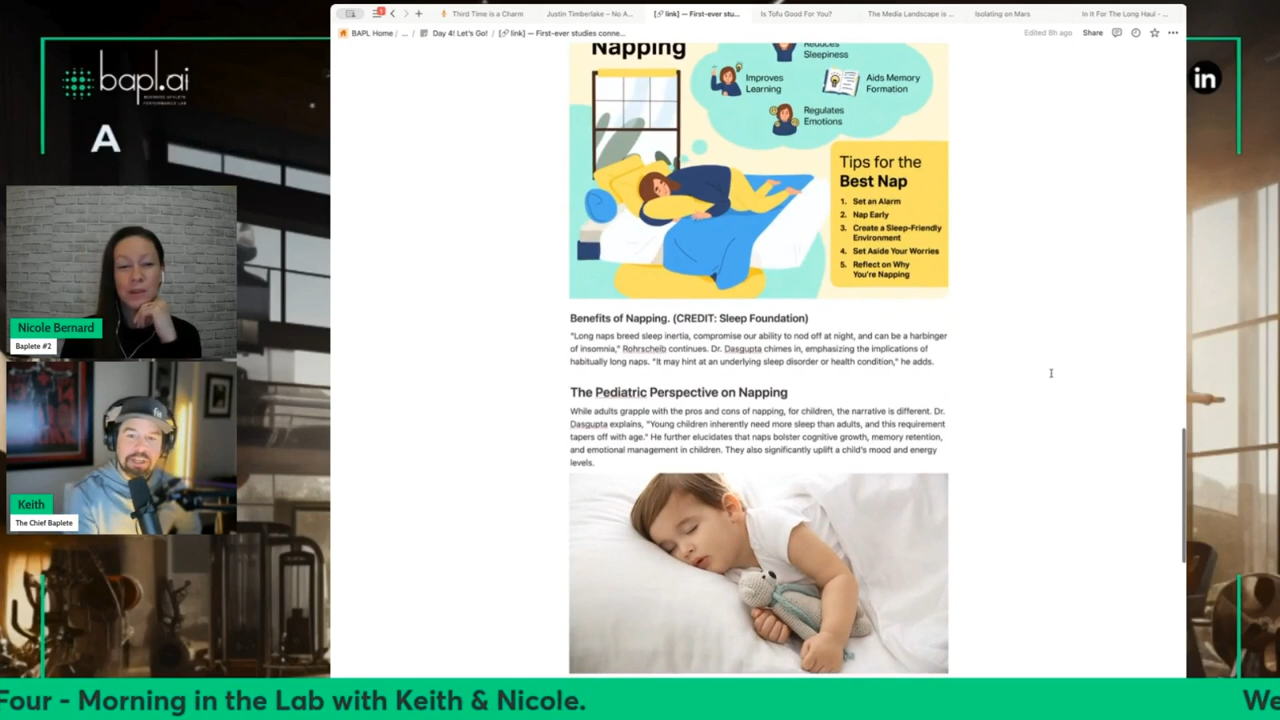 Third Time is a Charm
Justin Timberlake – No A...
[link] — First-ever stu...
Is Tofu Good For You?
The Media Landscape is ...
Isolating on Mars
In It For The Long Haul - ...
BAPL Home / ... / Day 4! Let's Go! / [link] — First-ever studies conne...
Edited 8h ago
Share
bapl.ai
A
in
Napping
Reduces
Sleepiness
Improves
Learning
Aids Memory
Formation
Regulates
Emotions
Tips for the
Best Nap
1. Set an Alarm
2. Nap Early
3. Create a Sleep-Friendly
Environment
4. Set Aside Your Worries
5. Reflect on Why
You're Napping
Nicole Bernard
Baplete #2
Keith
The Chief Baplete
Benefits of Napping. (CREDIT: Sleep Foundation)
"Long naps breed sleep inertia, compromise our ability to nod off at night, and can be a harbinger
of insomnia," Rohrscheib continues. Dr. Dasgupta chimes in, emphasizing the implications of
habitually long naps. "It may hint at an underlying sleep disorder or health condition," he adds.
The Pediatric Perspective on Napping
While adults grapple with the pros and cons of napping, for children, the narrative is different. Dr.
Dasgupta explains, "Young children inherently need more sleep than adults, and this requirement
tapers off with age." He further elucidates that naps bolster cognitive growth, memory retention,
and emotional management in children. They also significantly uplift a child's mood and energy
levels.
Four - Morning in the Lab with Keith & Nicole.
We